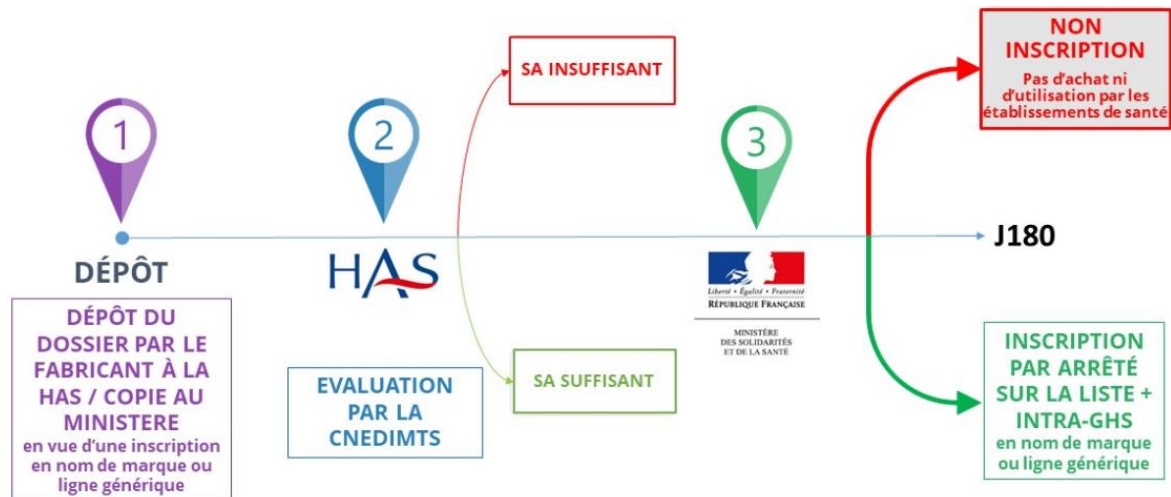 1
DÉPÔT
DÉPÔT DU
DOSSIER PAR LE
FABRICANT À LA
HAS / COPIE AU
MINISTERE
en vue d'une inscription
en nom de marque ou
ligne générique
2
HAS
EVALUATION
PAR LA
CNEDIMTS
SA INSUFFISANT
SA SUFFISANT
3
Liberté • Égalité • Fraternité
RÉPUBLIQUE FRANÇAISE
MINISTÈRE
DES SOLIDARITÉS
ET DE LA SANTÉ
NON
INSCRIPTION
Pas d'achat ni
d'utilisation par les
établissements de santé
J180
INSCRIPTION
PAR ARRÊTÉ
SUR LA LISTE +
INTRA-GHS
en nom de marque
ou ligne générique